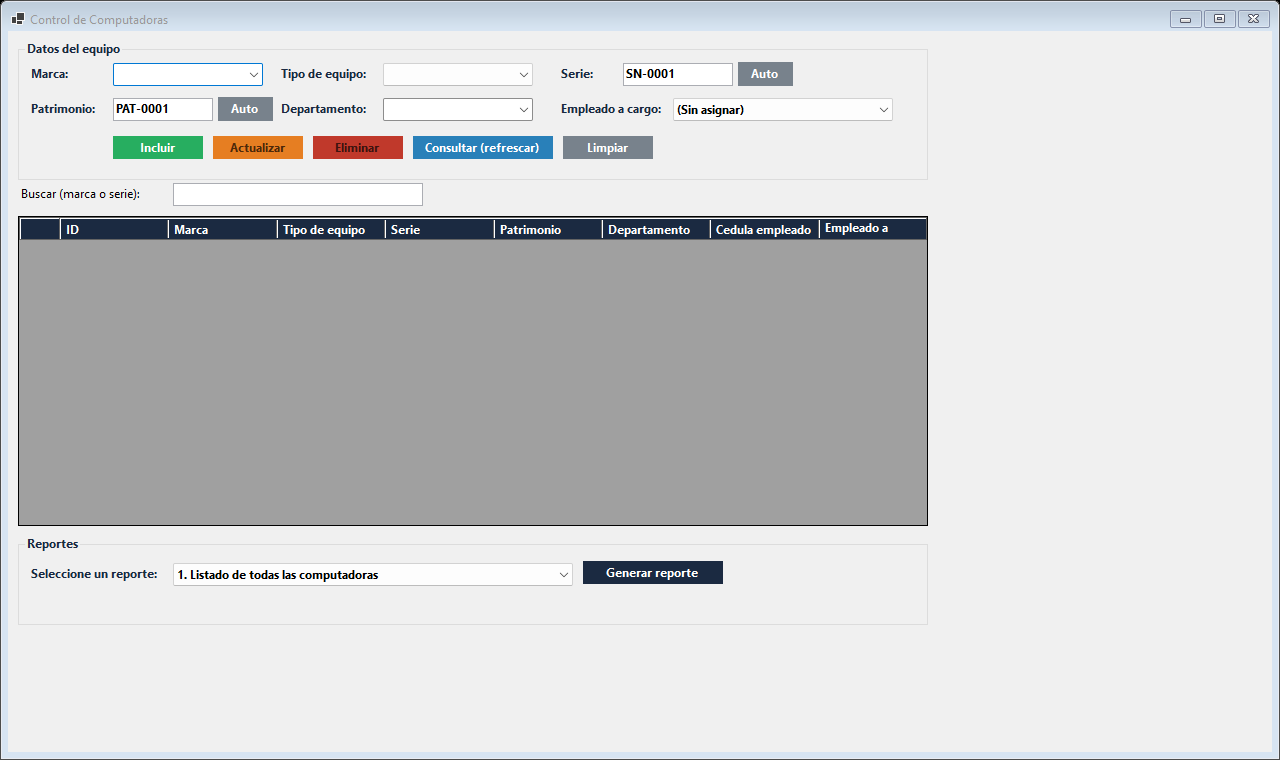 Control de Computadoras
Datos del equipo
Marca: Tipo de equipo: Serie: SN-0001 Auto
Patrimonio: PAT-0001 Auto Departamento: Empleado a cargo: (Sin asignar)
Incluir Actualizar Eliminar Consultar (refrescar) Limpiar
Buscar (marca o serie):
ID Marca Tipo de equipo Serie Patrimonio Departamento Cedula empleado Empleado a
Reportes
Seleccione un reporte: 1. Listado de todas las computadoras Generar reporte